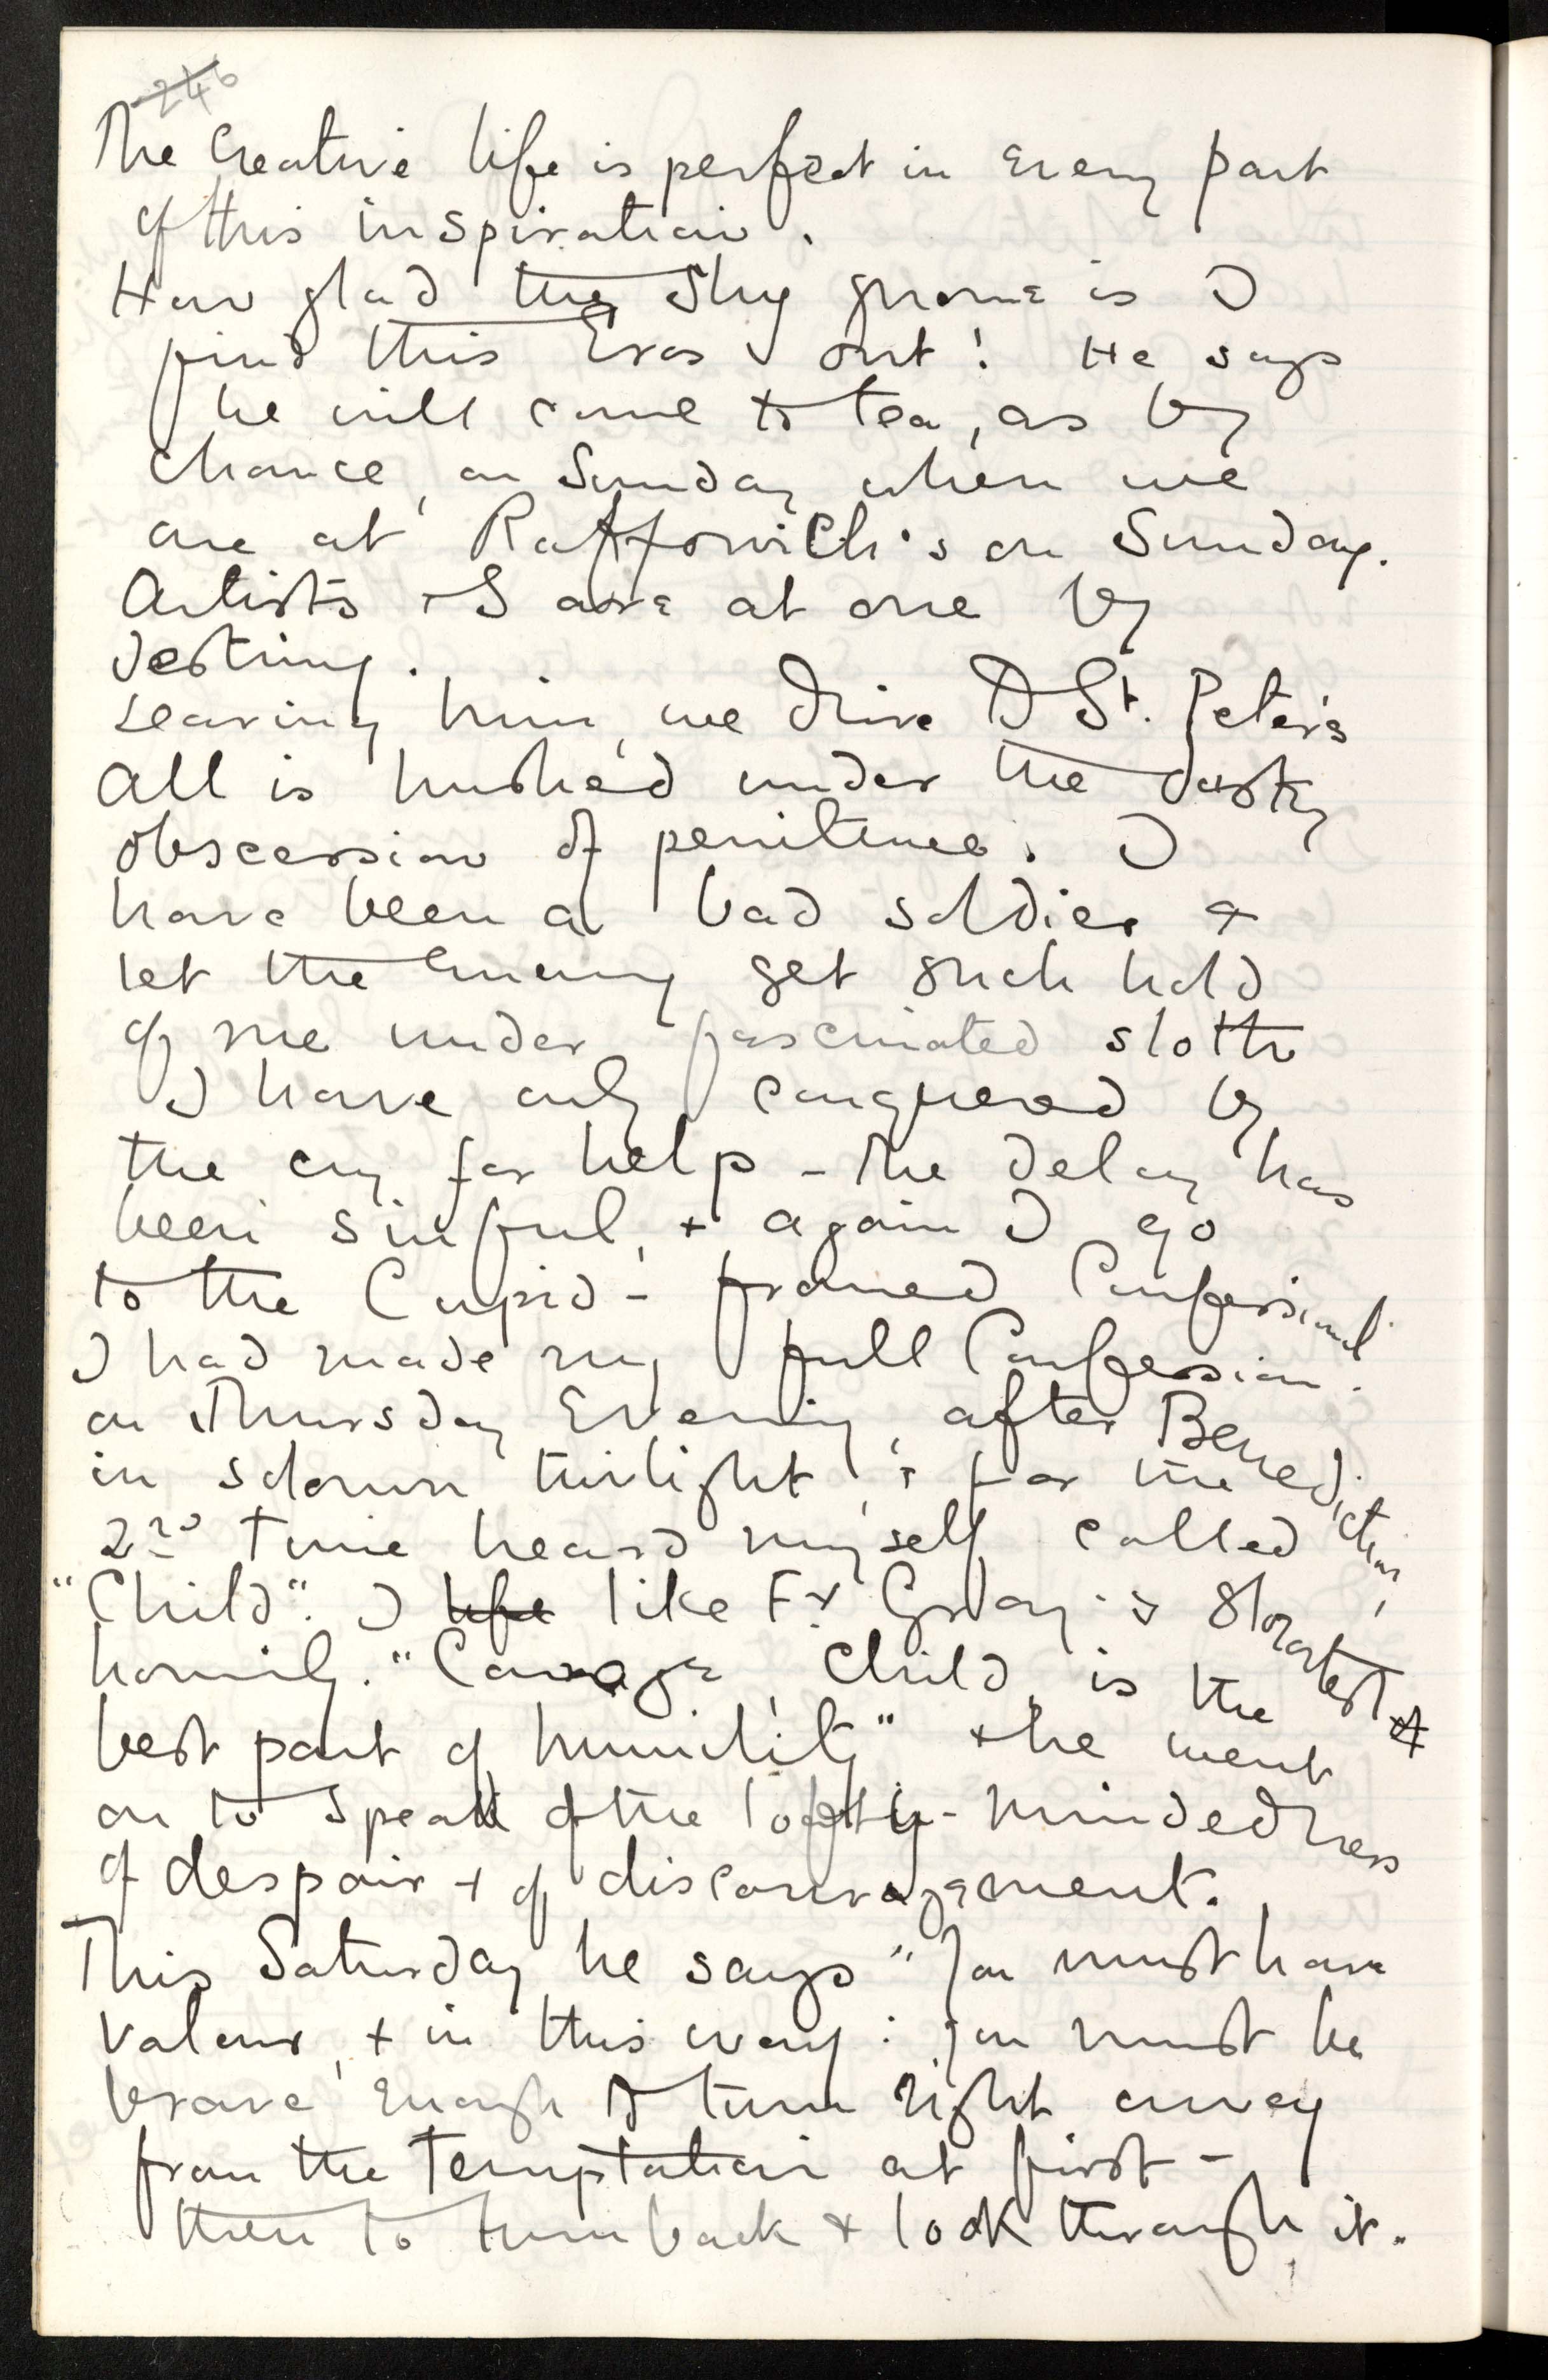 246
The Creative life is perfect in every part
of this inspiration.
How glad the shy gnome is I
find this Eros out! He says
he will come to tea, as by
chance, on Sunday when we
are at Raffowich's on Sunday.
Artists & I are at one by
destiny.
Leaving him, we drive to St. Peter's
All is hushed under the dusty
obscession of penitence. I
have been a bad soldier &
let the Enemy get such hold
of me under fascinated sloth
I have only conquered by
the cry for help - the delay has
been sinful, & again I go
to the Cupid-framed Confessional.
I had made my full Confession
on Thursday Evening, after Benediction,
in solemn twilight, & for the
2nd time heard myself called
"Child". I life like Fr Gray's shortest
homily. "Courage, Child, is the
best part of humility" & he went
on to speak of the lofty-mindedness
of despair & of discouragement.
This Saturday he says "You must have
valour, & in this way: you must be
brave enough to turn right away
from the Temptation at first -
then to turn back & look through it.